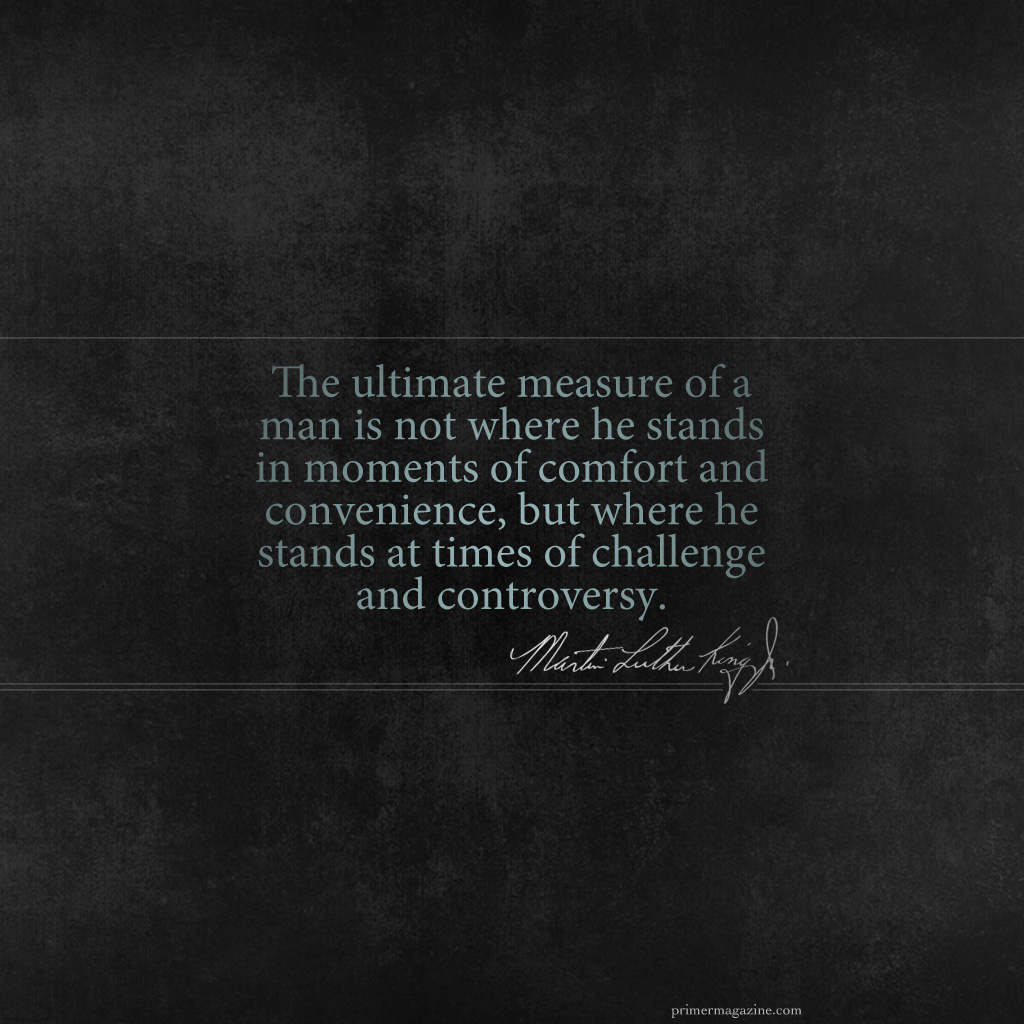 The ultimate measure of a
man is not where he stands
in moments of comfort and
convenience, but where he
stands at times of challenge
and controversy.
Martin Luther King Jr.
primermagazine.com